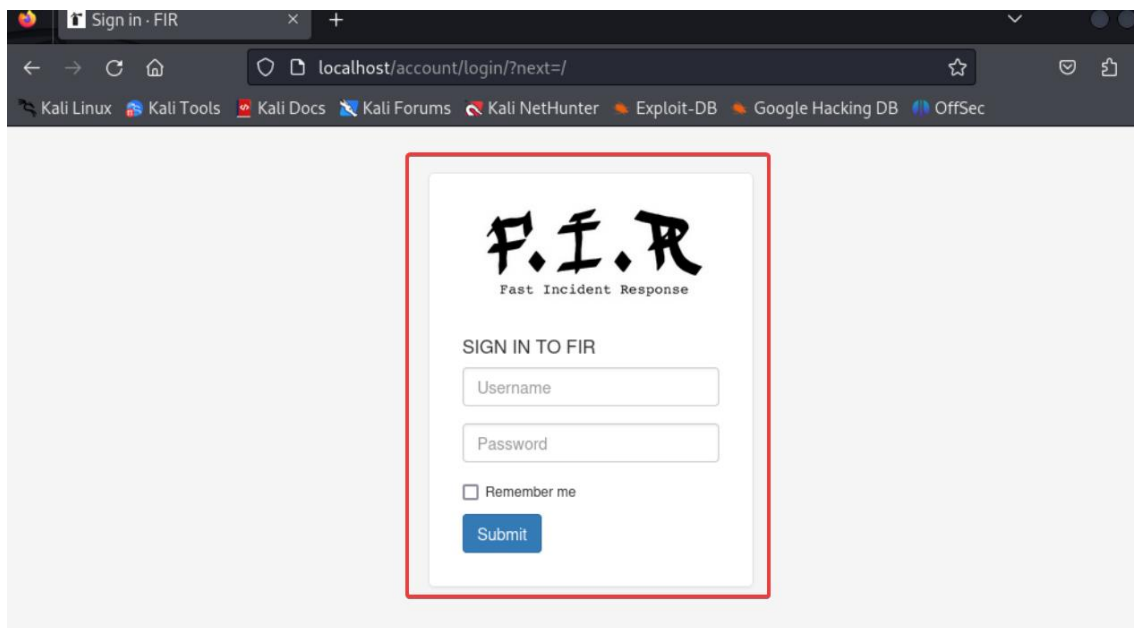 Sign in · FIR
localhost/account/login/?next=/
Kali Linux Kali Tools Kali Docs Kali Forums Kali NetHunter Exploit-DB Google Hacking DB OffSec
F.I.R
Fast Incident Response
SIGN IN TO FIR
Username
Password
Remember me
Submit